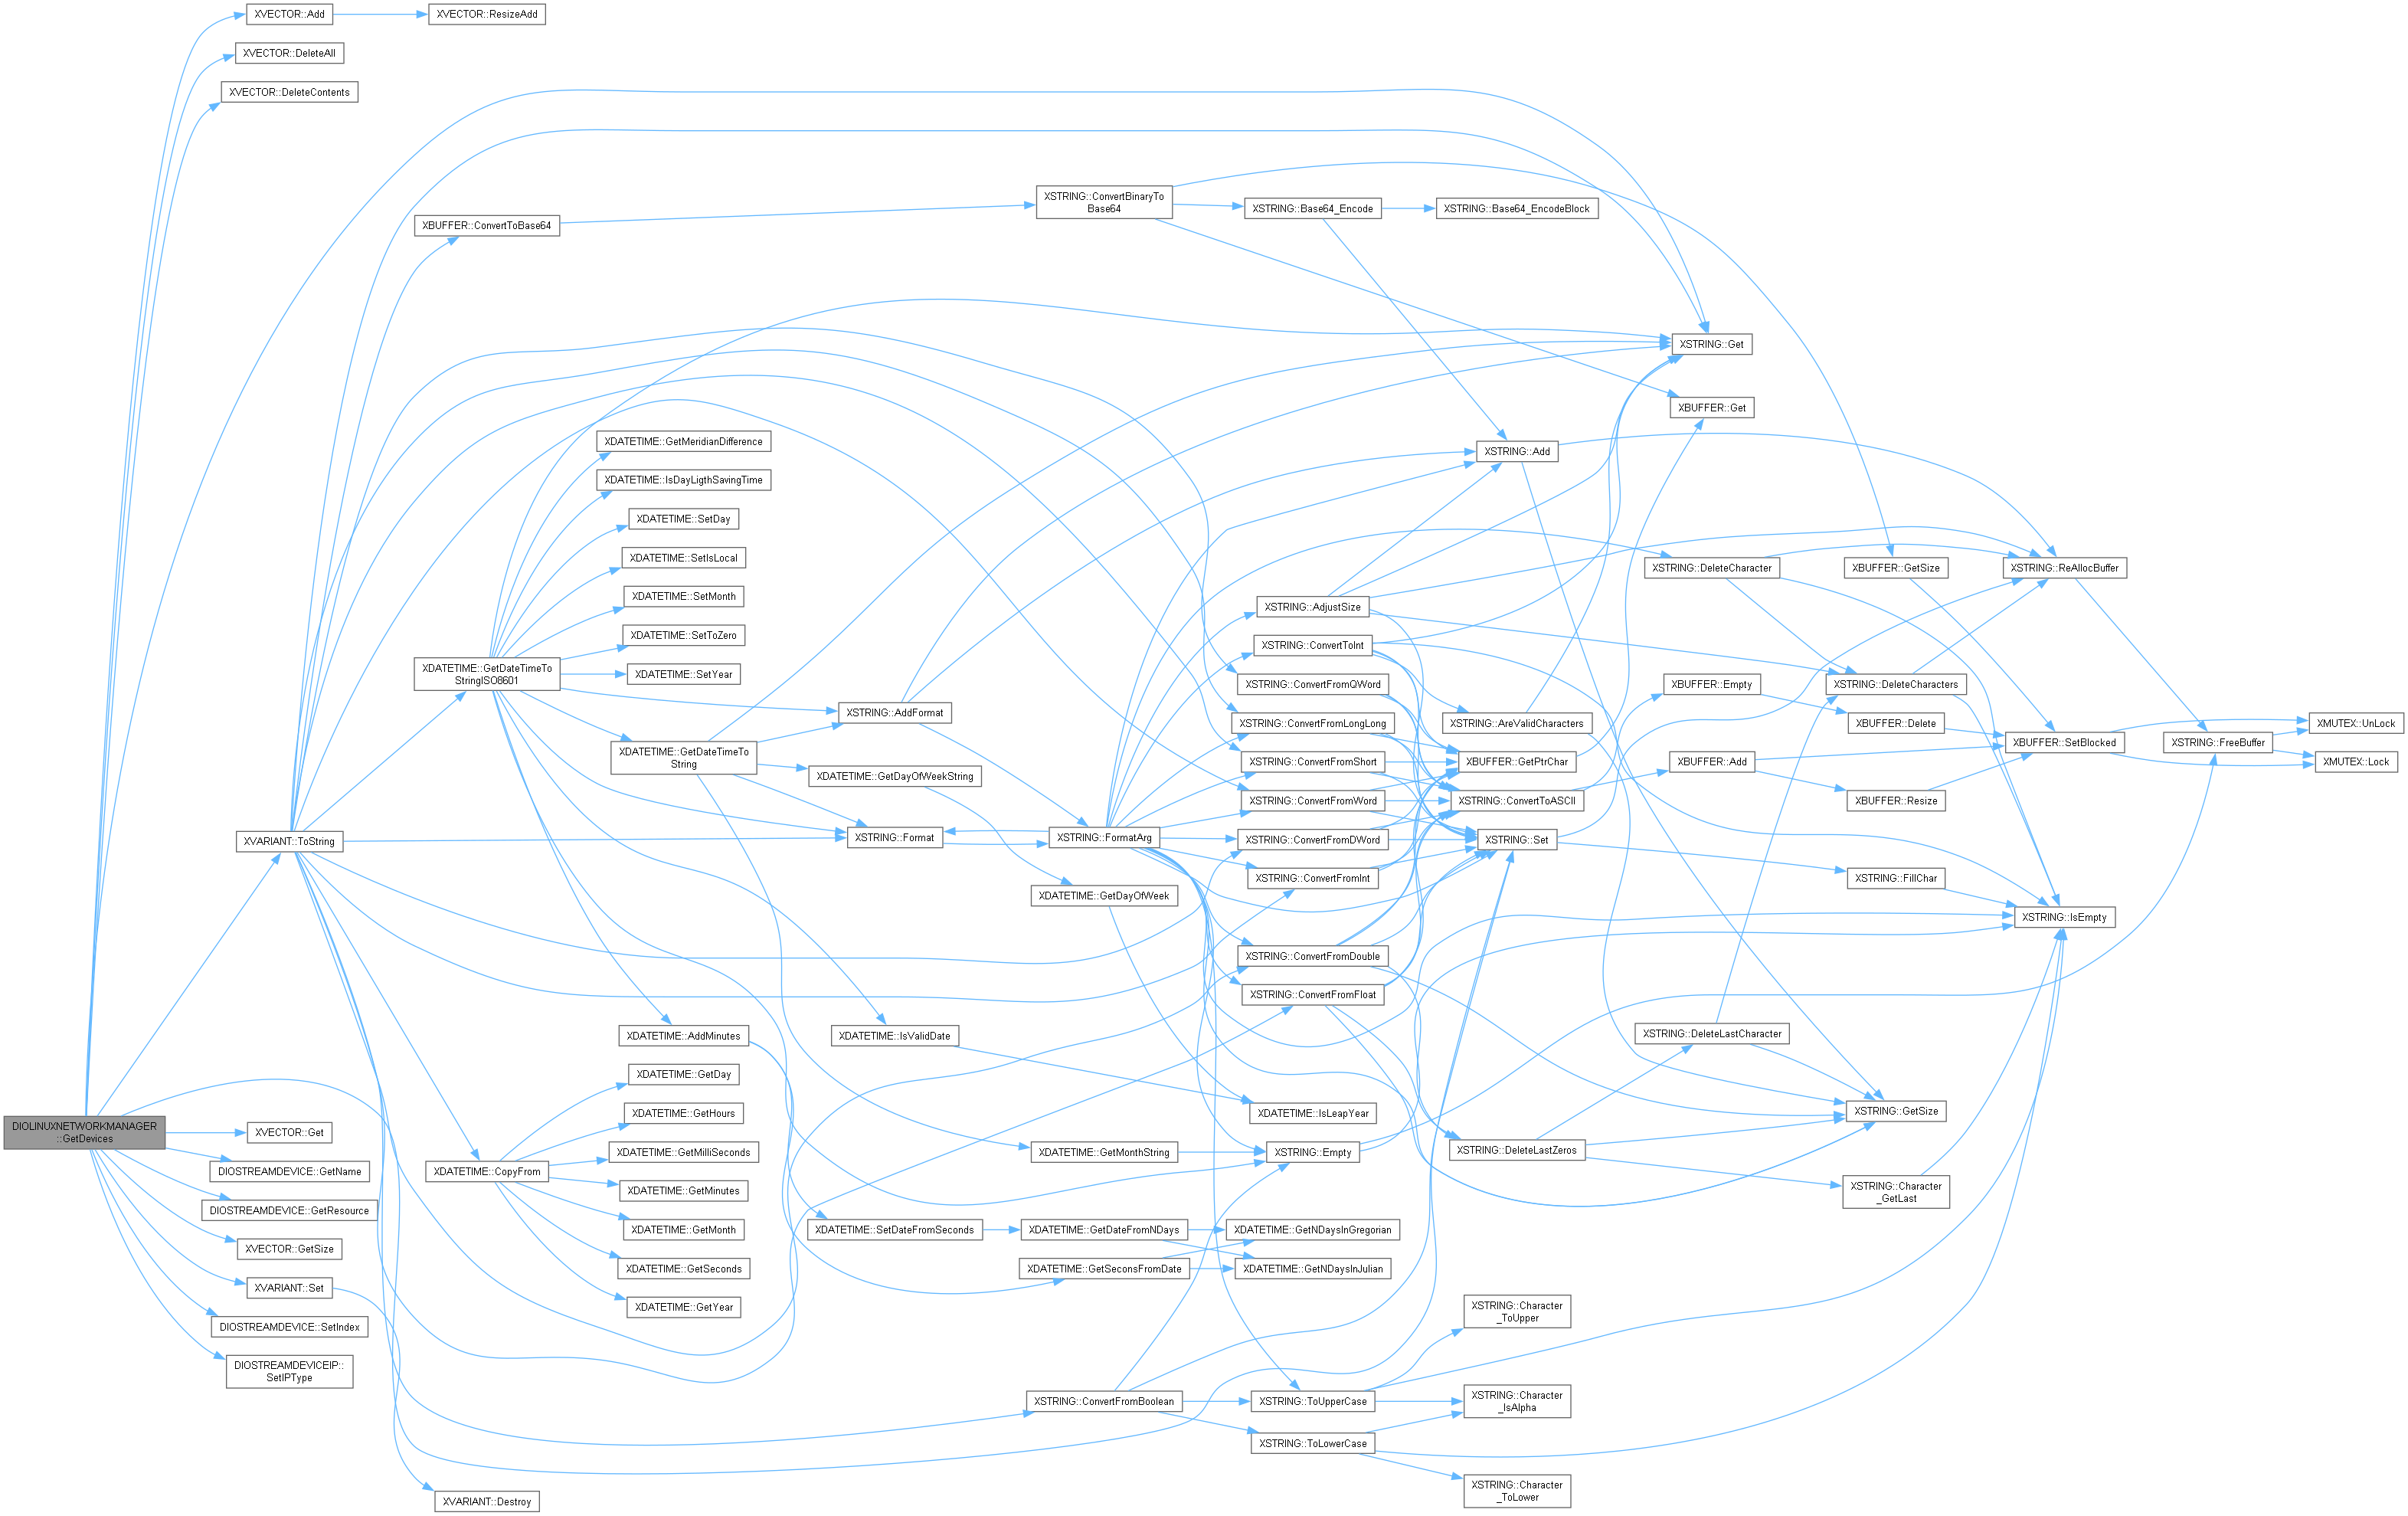 XVECTOR::Add
XVECTOR::ResizeAdd
XVECTOR::DeleteAll
XVECTOR::DeleteContents
XSTRING::ConvertBinaryTo
Base64
XSTRING::Base64_Encode
XSTRING::Base64_EncodeBlock
XBUFFER::ConvertToBase64
XSTRING::Get
XBUFFER::Get
XDATETIME::GetMeridianDifference
XSTRING::Add
XDATETIME::IsDayLigthSavingTime
XDATETIME::SetDay
XDATETIME::SetIsLocal
XSTRING::DeleteCharacter
XBUFFER::GetSize
XSTRING::ReAllocBuffer
XDATETIME::SetMonth
XSTRING::AdjustSize
XDATETIME::SetToZero
XSTRING::ConvertToInt
XDATETIME::GetDateTimeTo
StringISO8601
XDATETIME::SetYear
XSTRING::ConvertFromQWord
XBUFFER::Empty
XSTRING::DeleteCharacters
XSTRING::AddFormat
XSTRING::ConvertFromLongLong
XSTRING::AreValidCharacters
XBUFFER::Delete
XMUTEX::UnLock
XBUFFER::SetBlocked
XSTRING::FreeBuffer
XDATETIME::GetDateTimeTo
String
XSTRING::ConvertFromShort
XBUFFER::GetPtrChar
XBUFFER::Add
XMUTEX::Lock
XDATETIME::GetDayOfWeekString
XSTRING::ConvertFromWord
XSTRING::ConvertToASCII
XBUFFER::Resize
XVARIANT::ToString
XSTRING::Format
XSTRING::FormatArg
XSTRING::ConvertFromDWord
XSTRING::Set
XSTRING::ConvertFromInt
XSTRING::FillChar
XDATETIME::GetDayOfWeek
XSTRING::IsEmpty
XSTRING::ConvertFromDouble
XSTRING::ConvertFromFloat
XDATETIME::AddMinutes
XDATETIME::IsValidDate
XSTRING::DeleteLastCharacter
XDATETIME::GetDay
XDATETIME::GetHours
XDATETIME::IsLeapYear
XSTRING::GetSize
DIOLINUXNETWORKMANAGER
::GetDevices
XVECTOR::Get
XDATETIME::GetMilliSeconds
XDATETIME::GetMonthString
XSTRING::Empty
XSTRING::DeleteLastZeros
DIOSTREAMDEVICE::GetName
XDATETIME::CopyFrom
XDATETIME::GetMinutes
XSTRING::Character
_GetLast
DIOSTREAMDEVICE::GetResource
XDATETIME::GetMonth
XDATETIME::SetDateFromSeconds
XDATETIME::GetDateFromNDays
XDATETIME::GetNDaysInGregorian
XVECTOR::GetSize
XDATETIME::GetSeconds
XDATETIME::GetSeconsFromDate
XDATETIME::GetNDaysInJulian
XVARIANT::Set
XDATETIME::GetYear
XSTRING::Character
_ToUpper
DIOSTREAMDEVICE::SetIndex
DIOSTREAMDEVICEIP::
SetIPType
XSTRING::ConvertFromBoolean
XSTRING::ToUpperCase
XSTRING::Character
_IsAlpha
XSTRING::ToLowerCase
XSTRING::Character
_ToLower
XVARIANT::Destroy